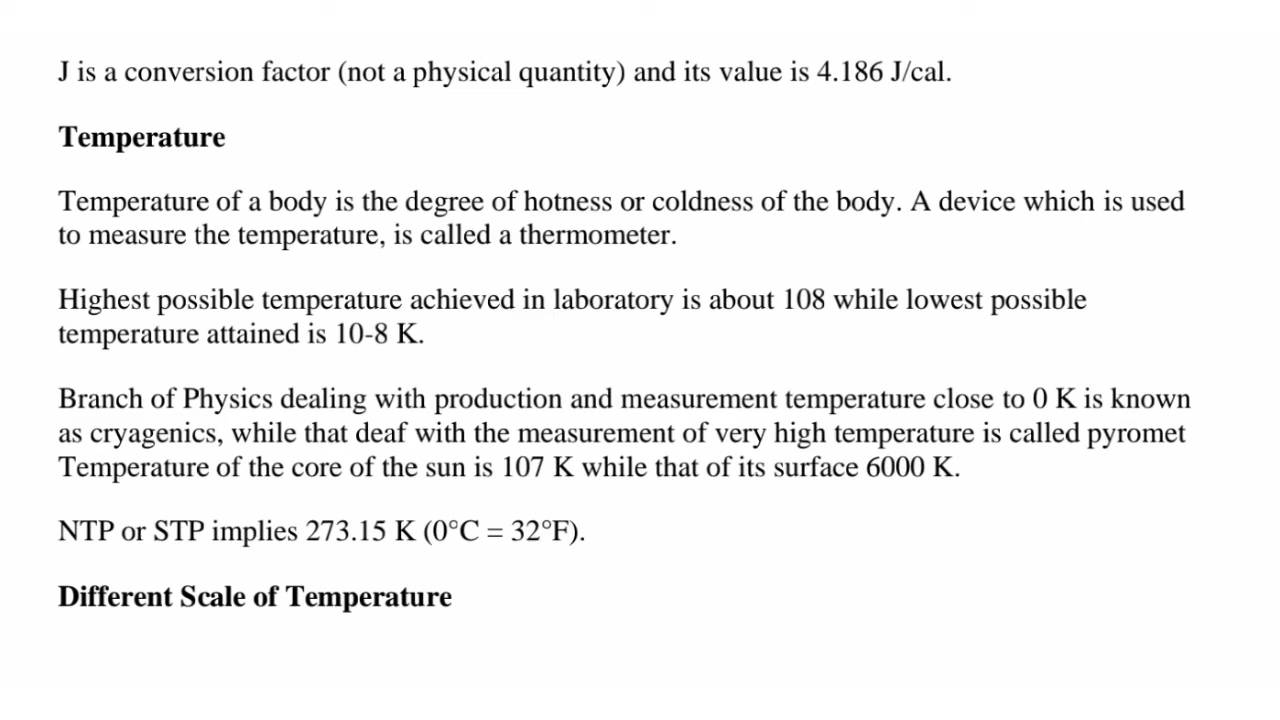 J is a conversion factor (not a physical quantity) and its value is 4.186 J/cal.
Temperature
Temperature of a body is the degree of hotness or coldness of the body. A device which is used
to measure the temperature, is called a thermometer.
Highest possible temperature achieved in laboratory is about 108 while lowest possible
temperature attained is 10-8 K.
Branch of Physics dealing with production and measurement temperature close to 0 K is known
as cryagenics, while that deaf with the measurement of very high temperature is called pyromet
Temperature of the core of the sun is 107 K while that of its surface 6000 K.
NTP or STP implies 273.15 K (0°C = 32°F).
Different Scale of Temperature